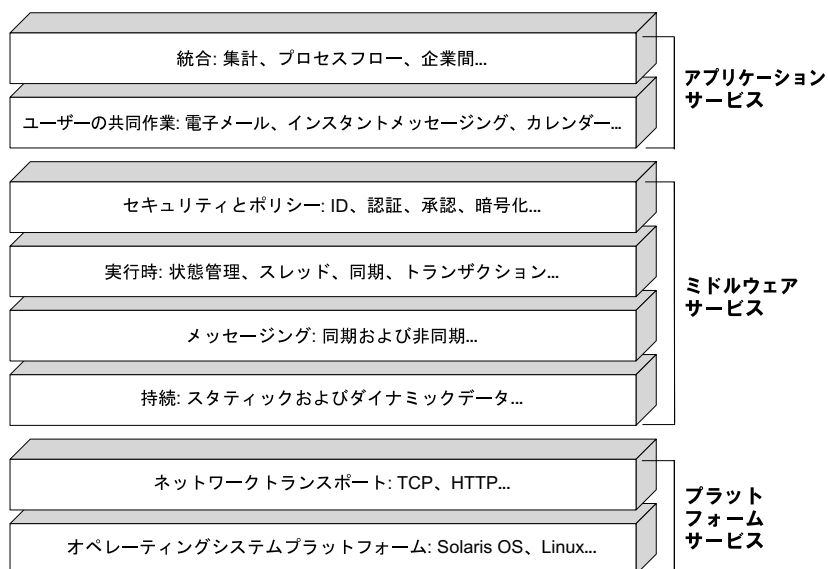 統合: 集計、プロセスフロー、企業間...
ユーザーの共同作業: 電子メール、インスタントメッセージング、カレンダー...
アプリケーション
サービス
セキュリティとポリシー: ID、認証、承認、暗号化...
実行時: 状態管理、スレッド、同期、トランザクション...
メッセージング: 同期および非同期...
持続: スタティックおよびダイナミックデータ...
ミドルウェア
サービス
ネットワークトランスポート: TCP、HTTP...
オペレーティングシステムプラットフォーム: Solaris OS、Linux...
プラット
フォーム
サービス